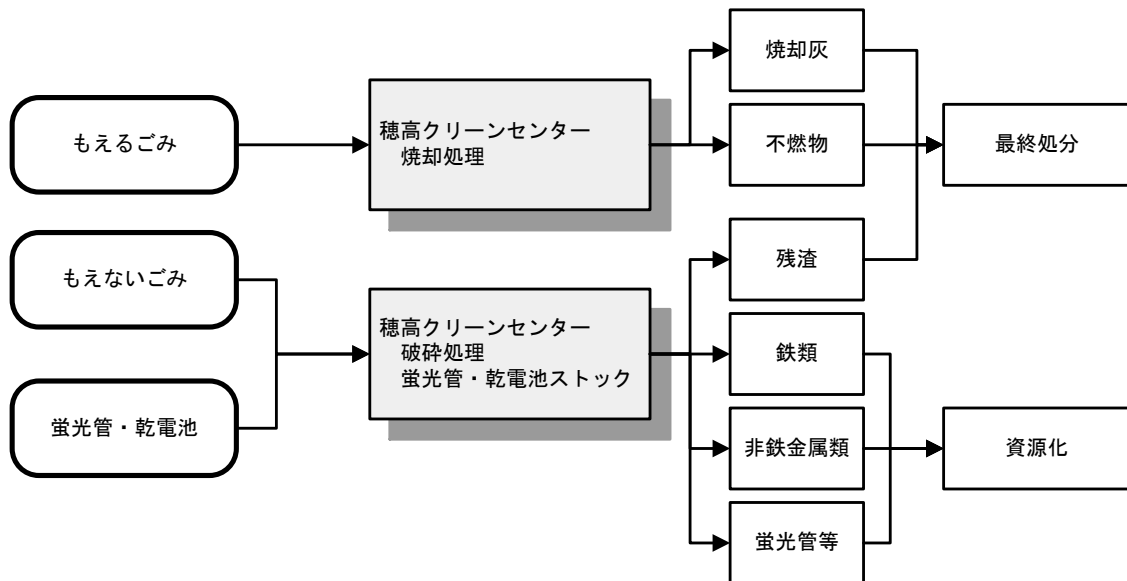 もえるごみ
もえないごみ
蛍光管・乾電池
穂高クリーンセンター
焼却処理
穂高クリーンセンター
破砕処理
蛍光管・乾電池ストック
焼却灰
不燃物
残渣
鉄類
非鉄金属類
蛍光管等
最終処分
資源化